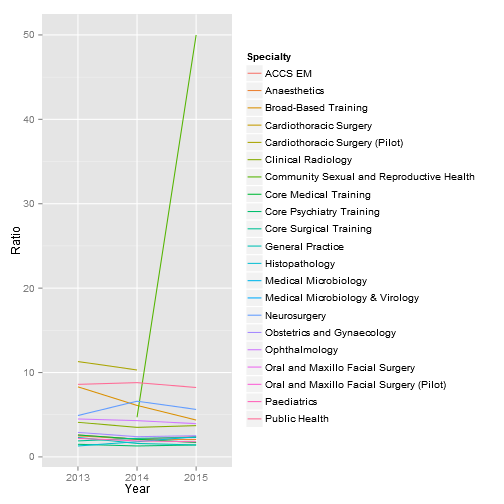 50
40
30
20
10
0
Ratio
2013 2014 2015
Year
Specialty
ACCS EM
Anaesthetics
Broad-Based Training
Cardiothoracic Surgery
Cardiothoracic Surgery (Pilot)
Clinical Radiology
Community Sexual and Reproductive Health
Core Medical Training
Core Psychiatry Training
Core Surgical Training
General Practice
Histopathology
Medical Microbiology
Medical Microbiology & Virology
Neurosurgery
Obstetrics and Gynaecology
Ophthalmology
Oral and Maxillo Facial Surgery
Oral and Maxillo Facial Surgery (Pilot)
Paediatrics
Public Health